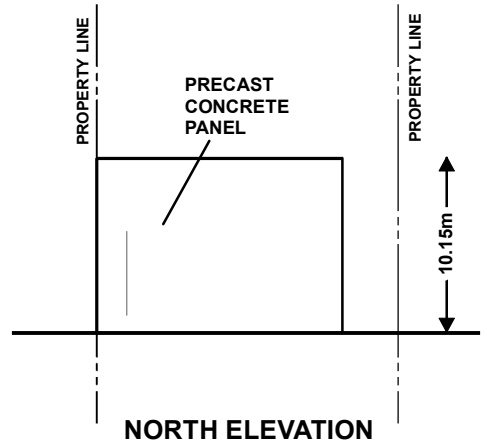 PROPERTY LINE
PROPERTY LINE
PRECAST
CONCRETE
PANEL
10.15m
NORTH ELEVATION